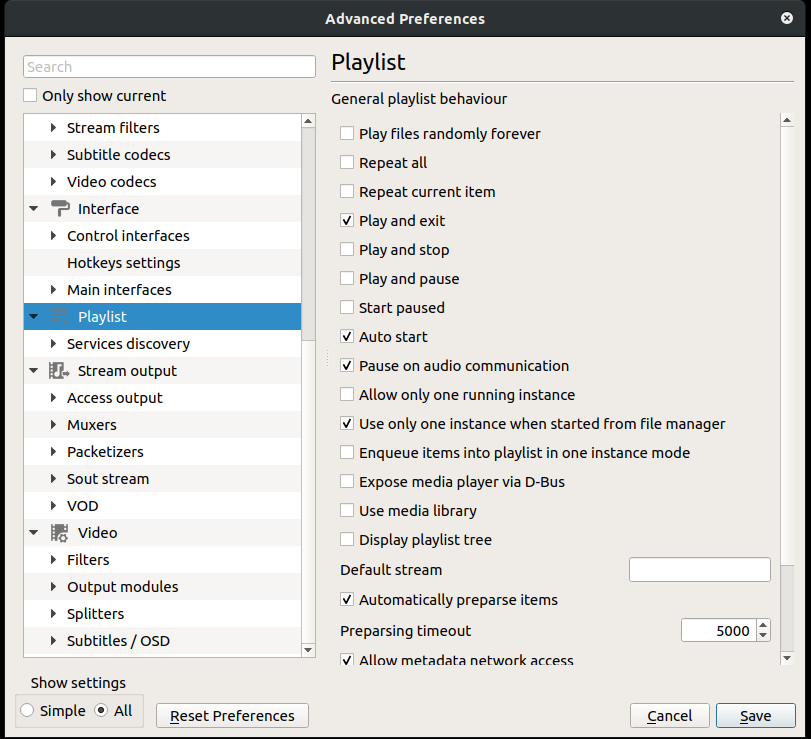 Advanced Preferences
Search
Only show current
Stream filters
Subtitle codecs
Video codecs
Interface
Control interfaces
Hotkeys settings
Main interfaces
Playlist
Services discovery
Stream output
Access output
Muxers
Packetizers
Sout stream
VOD
Video
Filters
Output modules
Splitters
Subtitles / OSD
Show settings
Simple
All
Reset Preferences
Playlist
General playlist behaviour
Play files randomly forever
Repeat all
Repeat current item
Play and exit
Play and stop
Play and pause
Start paused
Auto start
Pause on audio communication
Allow only one running instance
Use only one instance when started from file manager
Enqueue items into playlist in one instance mode
Expose media player via D-Bus
Use media library
Display playlist tree
Default stream
Automatically preparse items
Preparsing timeout 5000
Allow metadata network access
Cancel
Save